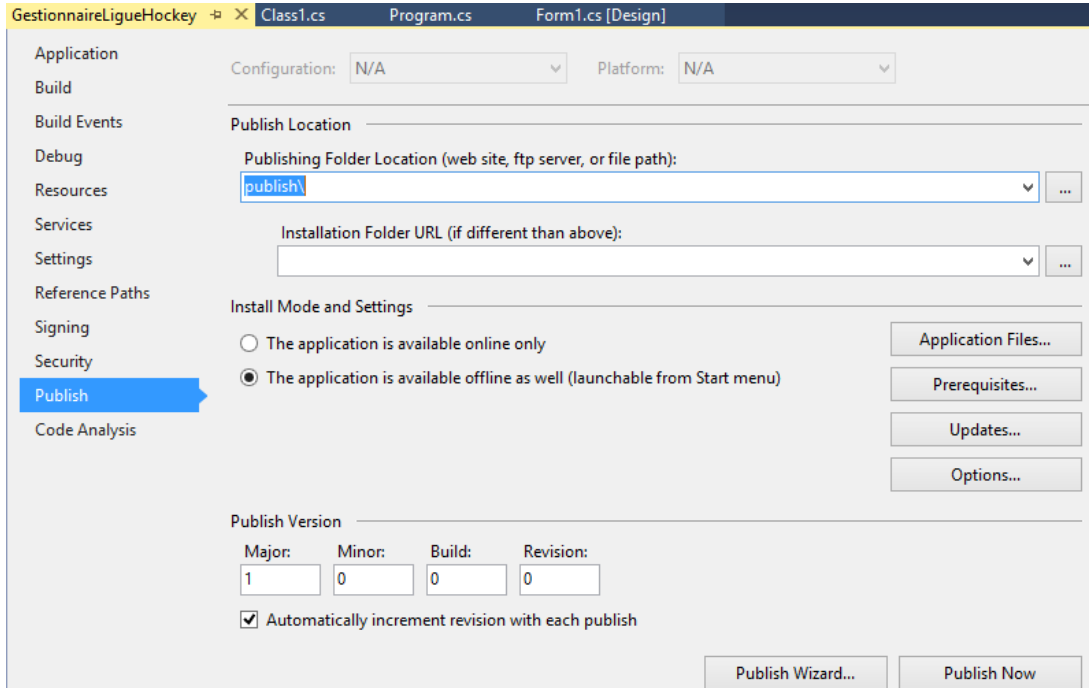 GestionnaireLigueHockey Class1.cs Program.cs Form1.cs [Design]
Application
Build
Build Events
Debug
Resources
Services
Settings
Reference Paths
Signing
Security
Publish
Code Analysis
Configuration: N/A Platform: N/A
Publish Location
Publishing Folder Location (web site, ftp server, or file path):
publish\
...
Installation Folder URL (if different than above):
...
Install Mode and Settings
The application is available online only
The application is available offline as well (launchable from Start menu)
Application Files...
Prerequisites...
Updates...
Options...
Publish Version
Major: Minor: Build: Revision:
1 0 0 0
Automatically increment revision with each publish
Publish Wizard... Publish Now